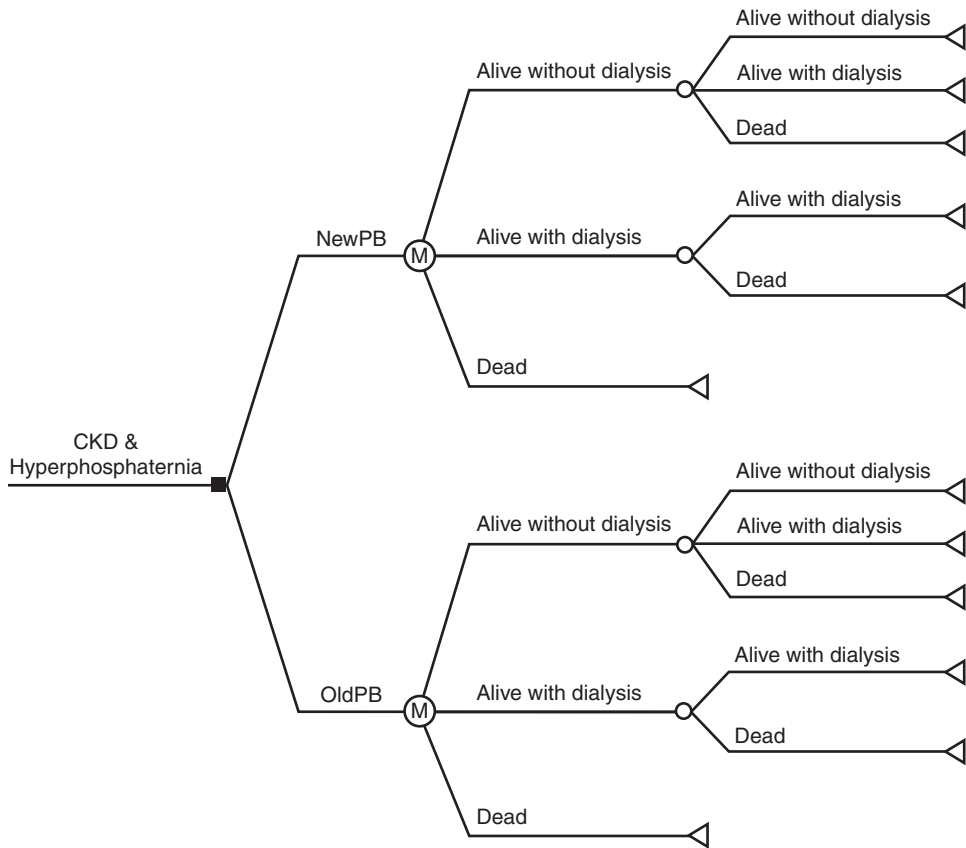 Alive without dialysis
Alive without dialysis
Alive with dialysis
Dead
Alive with dialysis
NewPB
Alive with dialysis
M
Dead
Dead
CKD &
Hyperphosphaternia
Alive without dialysis
Alive without dialysis
Alive with dialysis
Dead
Alive with dialysis
OldPB
Alive with dialysis
M
Dead
Dead